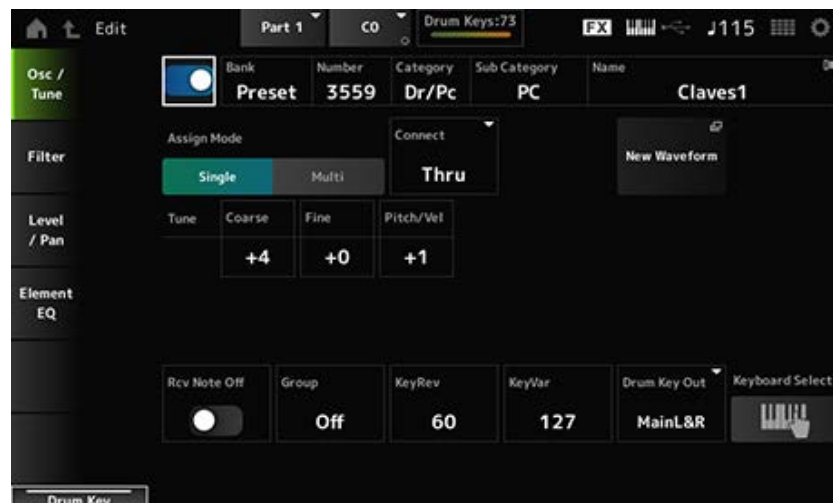 Edit
Part 1
C0
Drum Keys:73
FX
♩115
Osc / Tune
Bank
Preset
Number
3559
Category
Dr/Pc
Sub Category
PC
Name
Claves1
Filter
Assign Mode
Single
Multi
Connect
Thru
New Waveform
Level / Pan
Tune
Coarse
+4
Fine
+0
Pitch/Vel
+1
Element EQ
Rcv Note Off
Group
Off
KeyRev
60
KeyVar
127
Drum Key Out
MainL&R
Keyboard Select
Drum Key